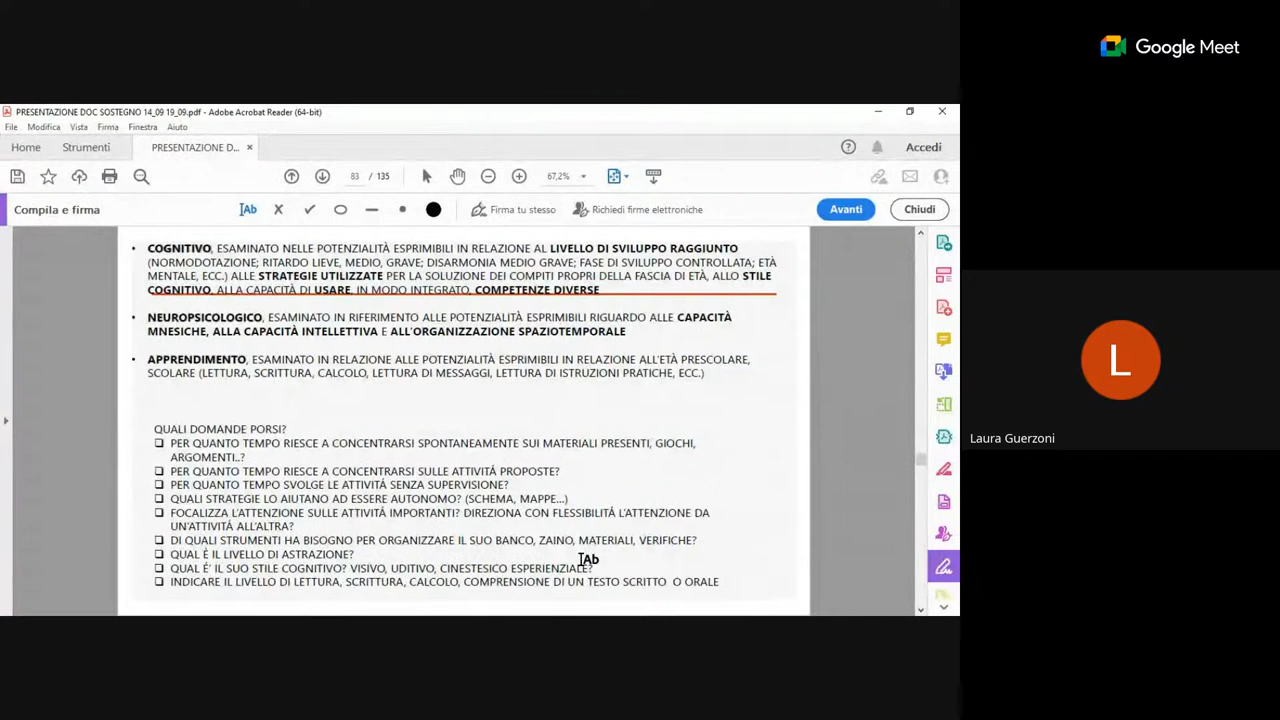 Google Meet
PRESENTAZIONE DOC SOSTEGNO 14_09 19_09.pdf - Adobe Acrobat Reader (64-bit)
File Modifica Vista Firma Finestra Aiuto
Home Strumenti PRESENTAZIONE D... × Accedi
83 / 135 67,2%
Compila e firma Ab Firma tu stesso Richiedi firme elettroniche Avanti Chiudi
• COGNITIVO, ESAMINATO NELLE POTENZIALITÀ ESPRIMIBILI IN RELAZIONE AL LIVELLO DI SVILUPPO RAGGIUNTO
(NORMODOTAZIONE; RITARDO LIEVE, MEDIO, GRAVE; DISARMONIA MEDIO GRAVE; FASE DI SVILUPPO CONTROLLATA; ETÀ
MENTALE, ECC.) ALLE STRATEGIE UTILIZZATE PER LA SOLUZIONE DEI COMPITI PROPRI DELLA FASCIA DI ETÀ, ALLO STILE
COGNITIVO, ALLA CAPACITÀ DI USARE, IN MODO INTEGRATO, COMPETENZE DIVERSE
• NEUROPSICOLOGICO, ESAMINATO IN RIFERIMENTO ALLE POTENZIALITÀ ESPRIMIBILI RIGUARDO ALLE CAPACITÀ
MNESICHE, ALLA CAPACITÀ INTELLETTIVA E ALL'ORGANIZZAZIONE SPAZIOTEMPORALE
• APPRENDIMENTO, ESAMINATO IN RELAZIONE ALLE POTENZIALITÀ ESPRIMIBILI IN RELAZIONE ALL'ETÀ PRESCOLARE,
SCOLARE (LETTURA, SCRITTURA, CALCOLO, LETTURA DI MESSAGGI, LETTURA DI ISTRUZIONI PRATICHE, ECC.)
QUALI DOMANDE PORSI?
❑ PER QUANTO TEMPO RIESCE A CONCENTRARSI SPONTANEAMENTE SUI MATERIALI PRESENTI, GIOCHI,
ARGOMENTI..?
❑ PER QUANTO TEMPO RIESCE A CONCENTRARSI SULLE ATTIVITÁ PROPOSTE?
❑ PER QUANTO TEMPO SVOLGE LE ATTIVITÁ SENZA SUPERVISIONE?
❑ QUALI STRATEGIE LO AIUTANO AD ESSERE AUTONOMO? (SCHEMA, MAPPE...)
❑ FOCALIZZA L'ATTENZIONE SULLE ATTIVITÁ IMPORTANTI? DIREZIONA CON FLESSIBILITÁ L'ATTENZIONE DA
UN'ATTIVITÁ ALL'ALTRA?
❑ DI QUALI STRUMENTI HA BISOGNO PER ORGANIZZARE IL SUO BANCO, ZAINO, MATERIALI, VERIFICHE?
❑ QUAL È IL LIVELLO DI ASTRAZIONE?
❑ QUAL É' IL SUO STILE COGNITIVO? VISIVO, UDITIVO, CINESTESICO ESPERIENZIALE?
❑ INDICARE IL LIVELLO DI LETTURA, SCRITTURA, CALCOLO, COMPRENSIONE DI UN TESTO SCRITTO O ORALE
Ab
L
Laura Guerzoni